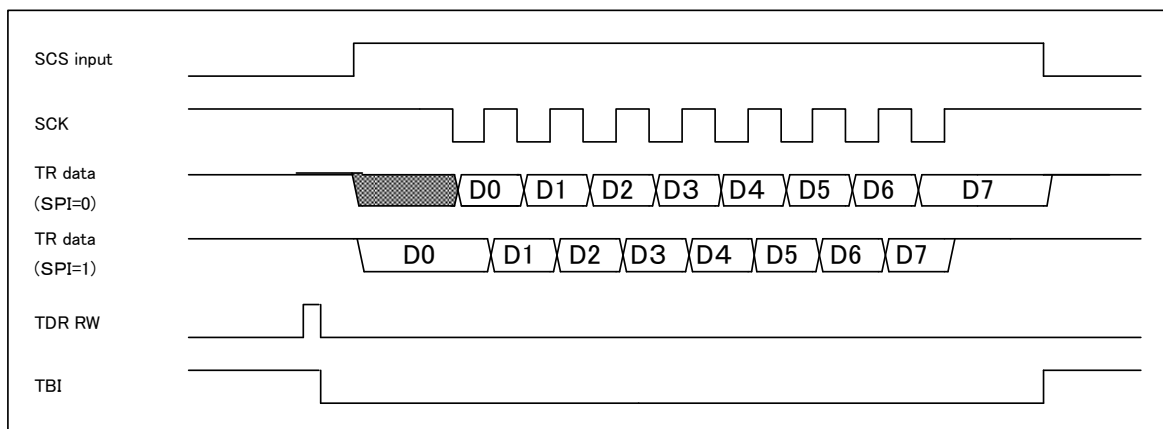 SCS input
SCK
TR data
(SPI=0)
D0 D1 D2 D3 D4 D5 D6 D7
TR data
(SPI=1)
D0 D1 D2 D3 D4 D5 D6 D7
TDR RW
TBI